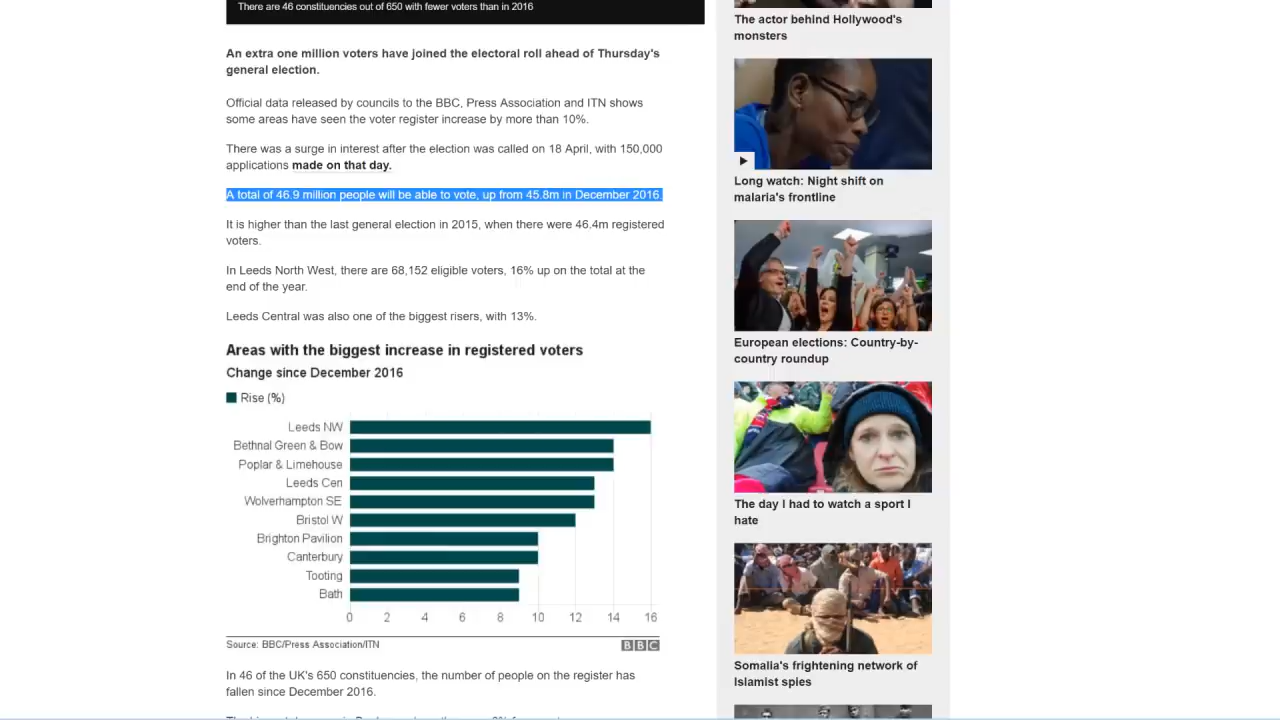 There are 46 constituencies out of 650 with fewer voters than in 2016
An extra one million voters have joined the electoral roll ahead of Thursday's
general election.
Official data released by councils to the BBC, Press Association and ITN shows
some areas have seen the voter register increase by more than 10%.
There was a surge in interest after the election was called on 18 April, with 150,000
applications made on that day.
A total of 46.9 million people will be able to vote, up from 45.8m in December 2016.
It is higher than the last general election in 2015, when there were 46.4m registered
voters.
In Leeds North West, there are 68,152 eligible voters, 16% up on the total at the
end of the year.
Leeds Central was also one of the biggest risers, with 13%.
Areas with the biggest increase in registered voters
Change since December 2016
Rise (%)
Leeds NW
Bethnal Green & Bow
Poplar & Limehouse
Leeds Cen
Wolverhampton SE
Bristol W
Brighton Pavilion
Canterbury
Tooting
Bath
0 2 4 6 8 10 12 14 16
Source: BBC/Press Association/ITN
BBC
In 46 of the UK's 650 constituencies, the number of people on the register has
fallen since December 2016.
The actor behind Hollywood's
monsters
Long watch: Night shift on
malaria's frontline
European elections: Country-by-
country roundup
The day I had to watch a sport I
hate
Somalia's frightening network of
Islamist spies